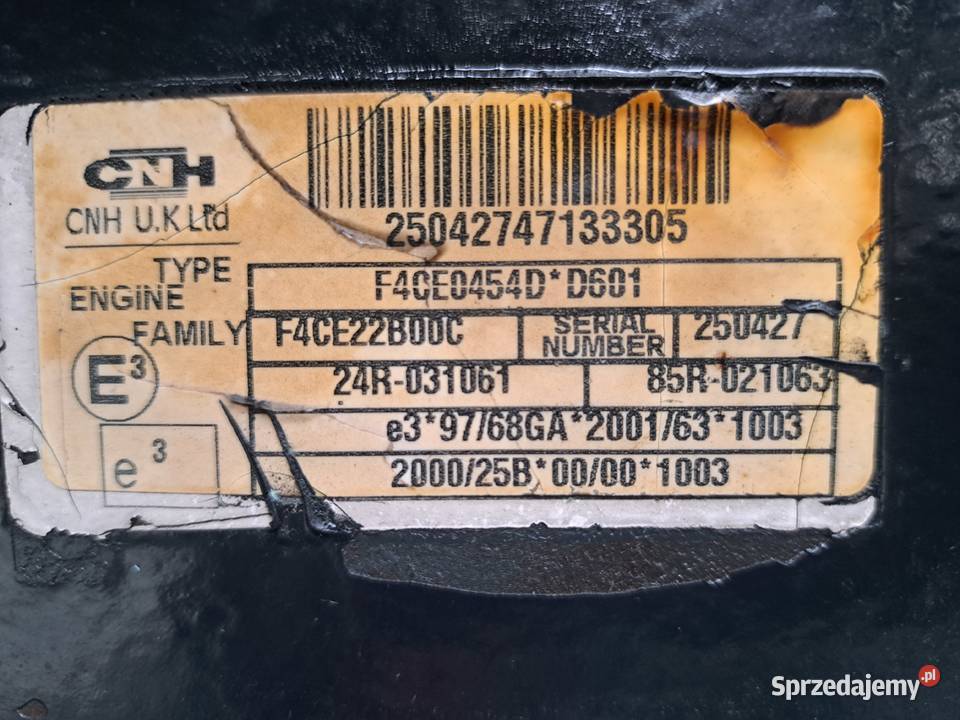 CNH
CNH U.K Ltd
25042747133305
TYPE F4CE0454D*D601
ENGINE
FAMILY F4CE22B00C SERIAL NUMBER 250427
E3 24R-031061 85R-021063
e3*97/68GA*2001/63*1003
e3 2000/25B*00/00*1003
Sprzedajemy.pl